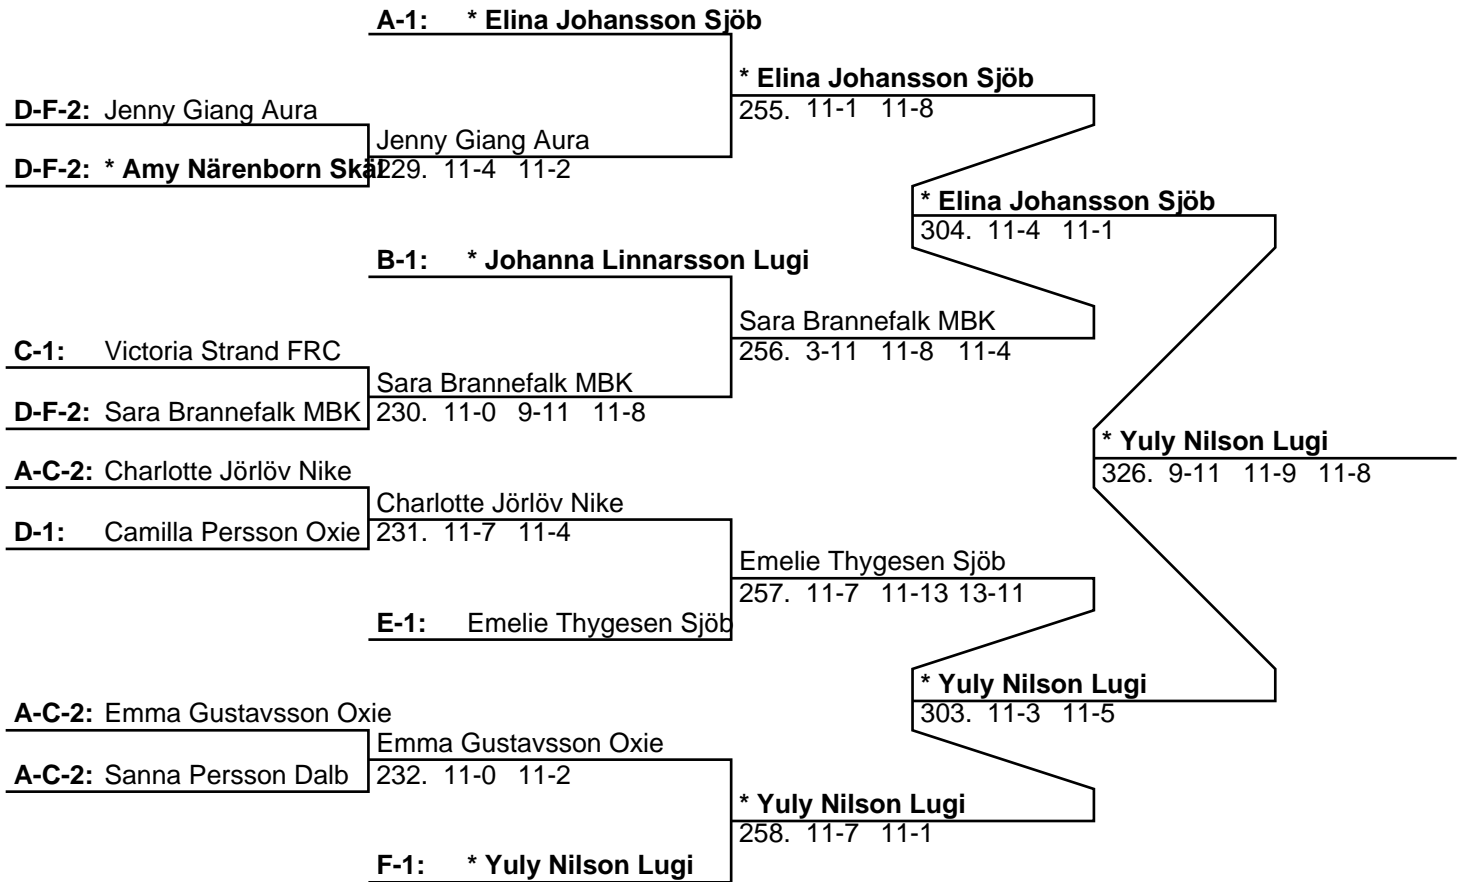 A-1: * Elina Johansson Sjöb
* Elina Johansson Sjöb
255. 11-1 11-8
D-F-2: Jenny Giang Aura
Jenny Giang Aura
D-F-2: * Amy Närenborn Skäl
229. 11-4 11-2
* Elina Johansson Sjöb
304. 11-4 11-1
B-1: * Johanna Linnarsson Lugi
Sara Brannefalk MBK
256. 3-11 11-8 11-4
C-1: Victoria Strand FRC
Sara Brannefalk MBK
D-F-2: Sara Brannefalk MBK
230. 11-0 9-11 11-8
* Yuly Nilson Lugi
326. 9-11 11-9 11-8
A-C-2: Charlotte Jörlöv Nike
Charlotte Jörlöv Nike
D-1: Camilla Persson Oxie
231. 11-7 11-4
Emelie Thygesen Sjöb
257. 11-7 11-13 13-11
E-1: Emelie Thygesen Sjöb
* Yuly Nilson Lugi
303. 11-3 11-5
A-C-2: Emma Gustavsson Oxie
Emma Gustavsson Oxie
A-C-2: Sanna Persson Dalb
232. 11-0 11-2
* Yuly Nilson Lugi
258. 11-7 11-1
F-1: * Yuly Nilson Lugi